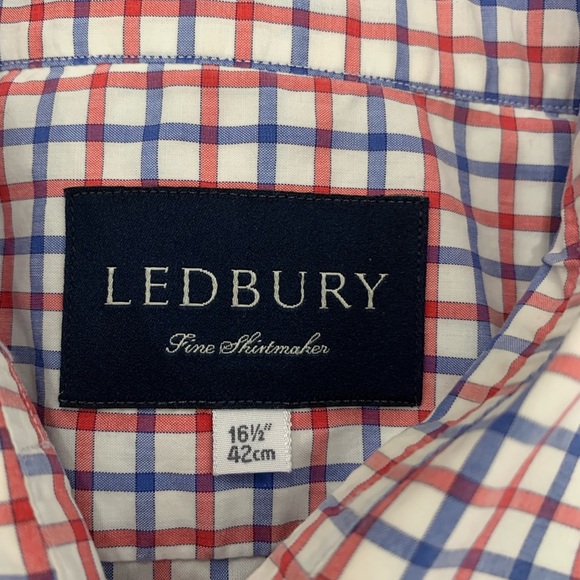 LEDBURY
Fine Shirtmaker
16½"
42cm